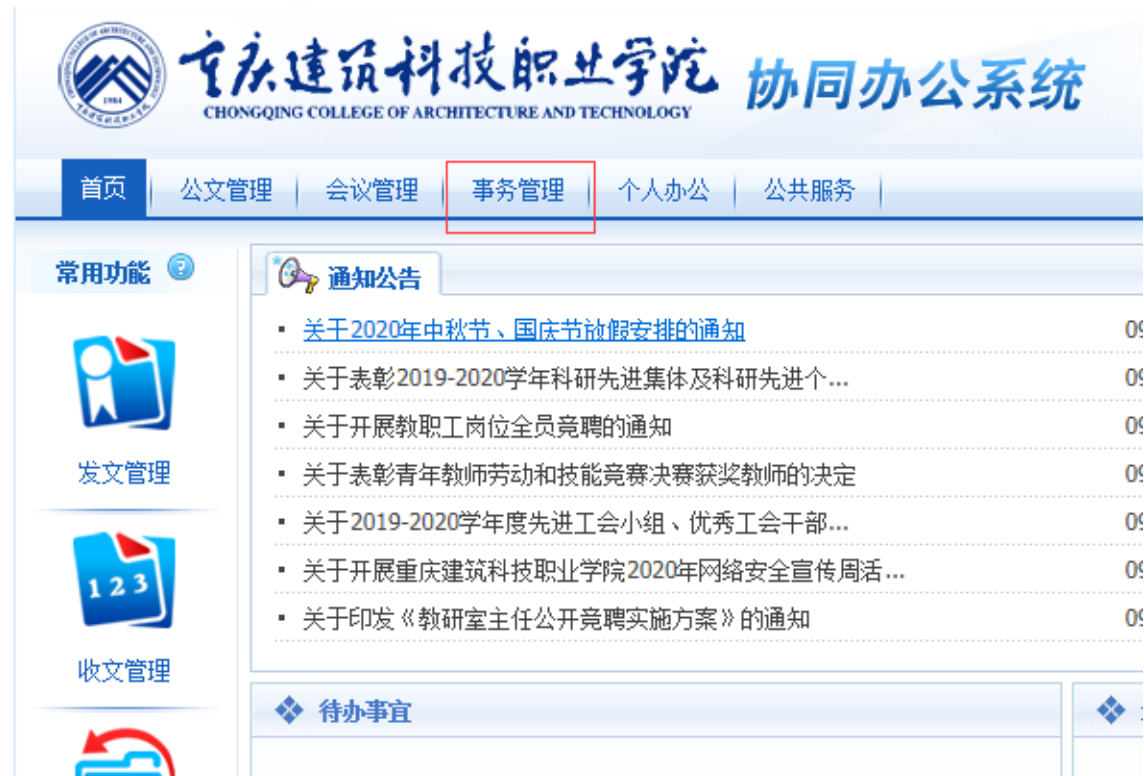 重庆建筑科技职业学院 协同办公系统
CHONGQING COLLEGE OF ARCHITECTURE AND TECHNOLOGY
1984
首页 公文管理 会议管理 事务管理 个人办公 公共服务
常用功能
通知公告
关于2020年中秋节、国庆节放假安排的通知 09
关于表彰2019-2020学年科研先进集体及科研先进个... 09
关于开展教职工岗位全员竞聘的通知 09
发文管理
关于表彰青年教师劳动和技能竞赛决赛获奖教师的决定 09
关于2019-2020学年度先进工会小组、优秀工会干部... 09
关于开展重庆建筑科技职业学院2020年网络安全宣传周活... 09
123
关于印发《教研室主任公开竞聘实施方案》的通知 09
收文管理
待办事宜